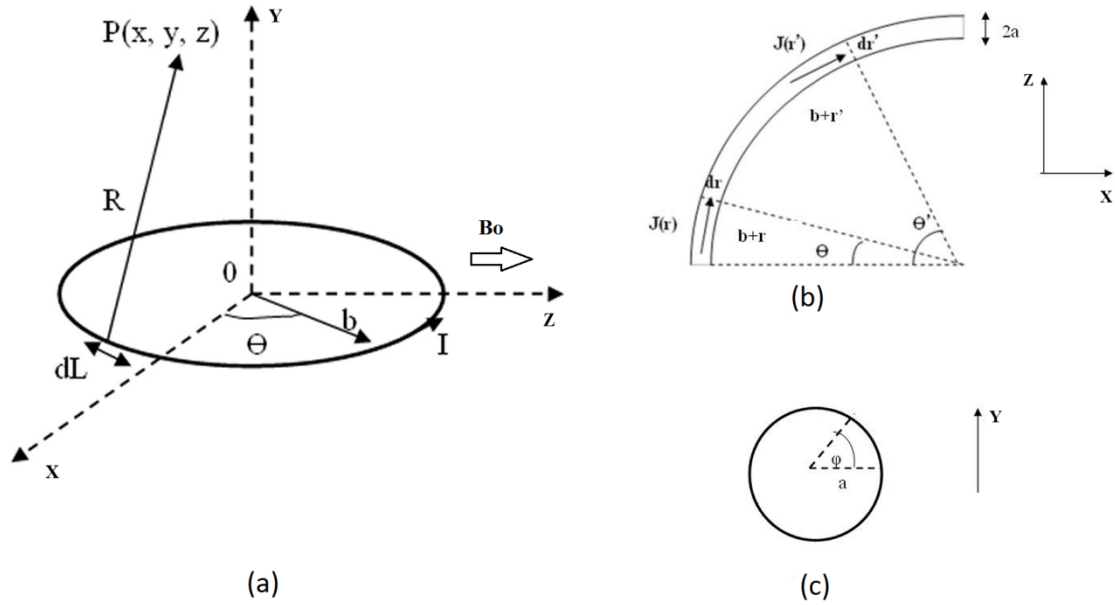 Y
P(x, y, z)
R
Bo
0
Z
b
Θ
I
dL
X
(a)
J(r')
dr'
2a
Z
b+r'
X
dr
J(r)
b+r
Θ
Θ'
(b)
Y
φ
a
(c)